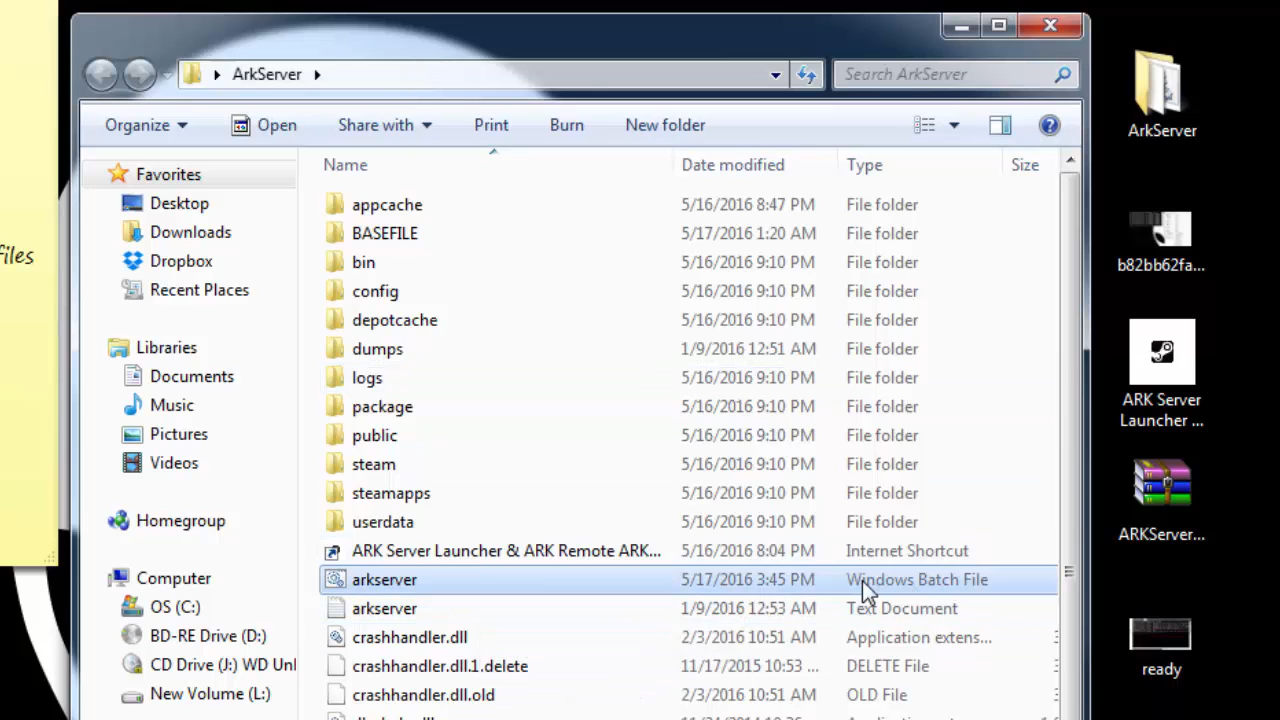 files
ArkServer
Search ArkServer
Organize Open Share with Print Burn New folder
Name Date modified Type Size
Favorites
Desktop
Downloads
Dropbox
Recent Places
Libraries
Documents
Music
Pictures
Videos
Homegroup
Computer
OS (C:)
BD-RE Drive (D:)
CD Drive (J:) WD Unl
New Volume (L:)
appcache 5/16/2016 8:47 PM File folder
BASEFILE 5/17/2016 1:20 AM File folder
bin 5/16/2016 9:10 PM File folder
config 5/16/2016 9:10 PM File folder
depotcache 5/16/2016 9:10 PM File folder
dumps 1/9/2016 12:51 AM File folder
logs 5/16/2016 9:10 PM File folder
package 5/16/2016 9:10 PM File folder
public 5/16/2016 9:10 PM File folder
steam 5/16/2016 9:10 PM File folder
steamapps 5/16/2016 9:10 PM File folder
userdata 5/16/2016 9:10 PM File folder
ARK Server Launcher & ARK Remote ARK... 5/16/2016 8:04 PM Internet Shortcut
arkserver 5/17/2016 3:45 PM Windows Batch File
arkserver 1/9/2016 12:53 AM Text Document
crashhandler.dll 2/3/2016 10:51 AM Application extens...
crashhandler.dll.1.delete 11/17/2015 10:53 ... DELETE File
crashhandler.dll.old 2/3/2016 10:51 AM OLD File
ArkServer
b82bb62fa...
ARK Server
Launcher ...
ARKServer...
ready